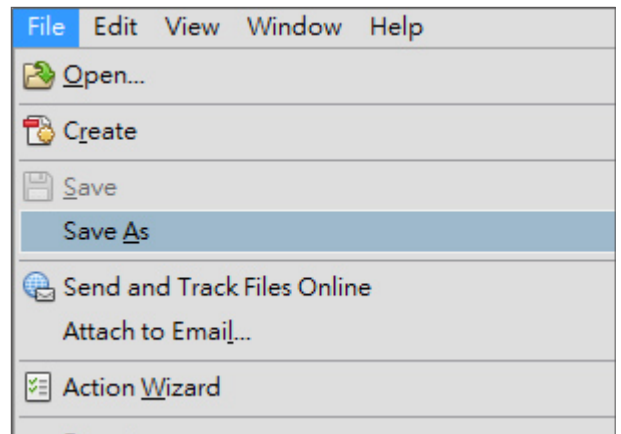 File Edit View Window Help
Open...
Create
Save
Save As
Send and Track Files Online
Attach to Email...
Action Wizard